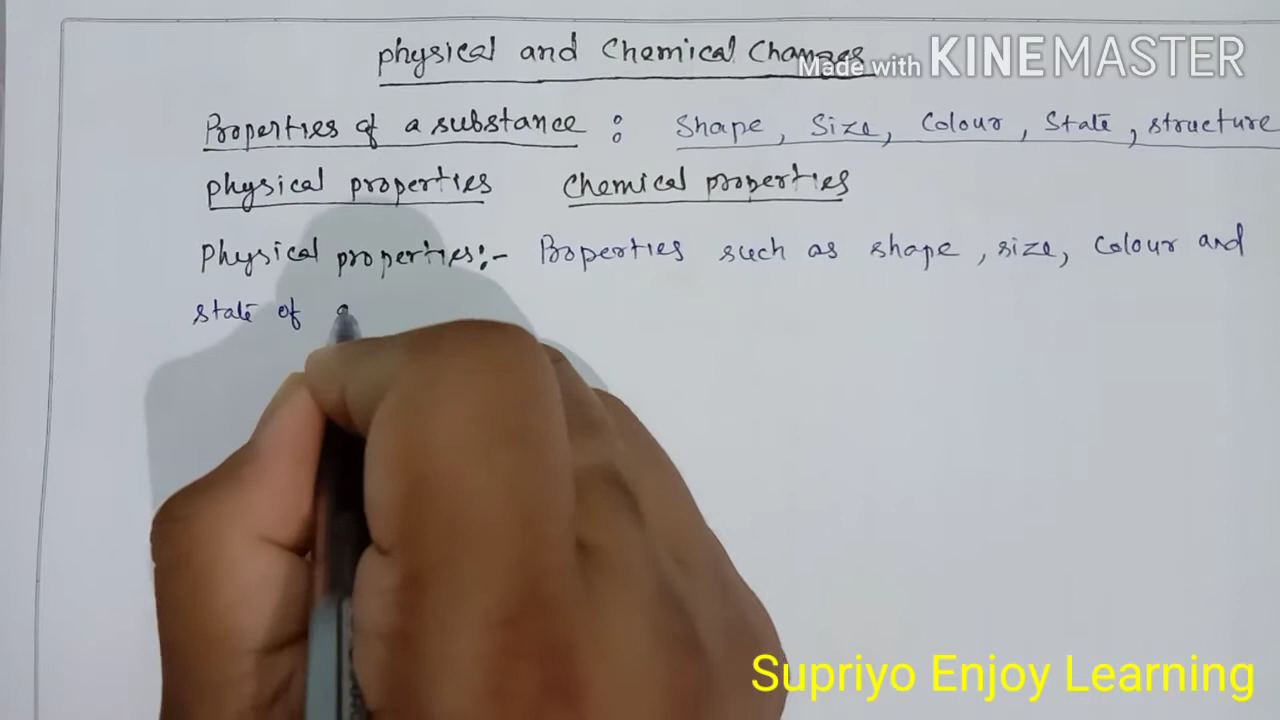 Physical and Chemical Changes
Made with KINEMASTER
Properties of a substance : Shape, Size, Colour, State, structure
physical properties Chemical properties
Physical properties:- Properties such as shape, size, colour and
state of a
Supriyo Enjoy Learning